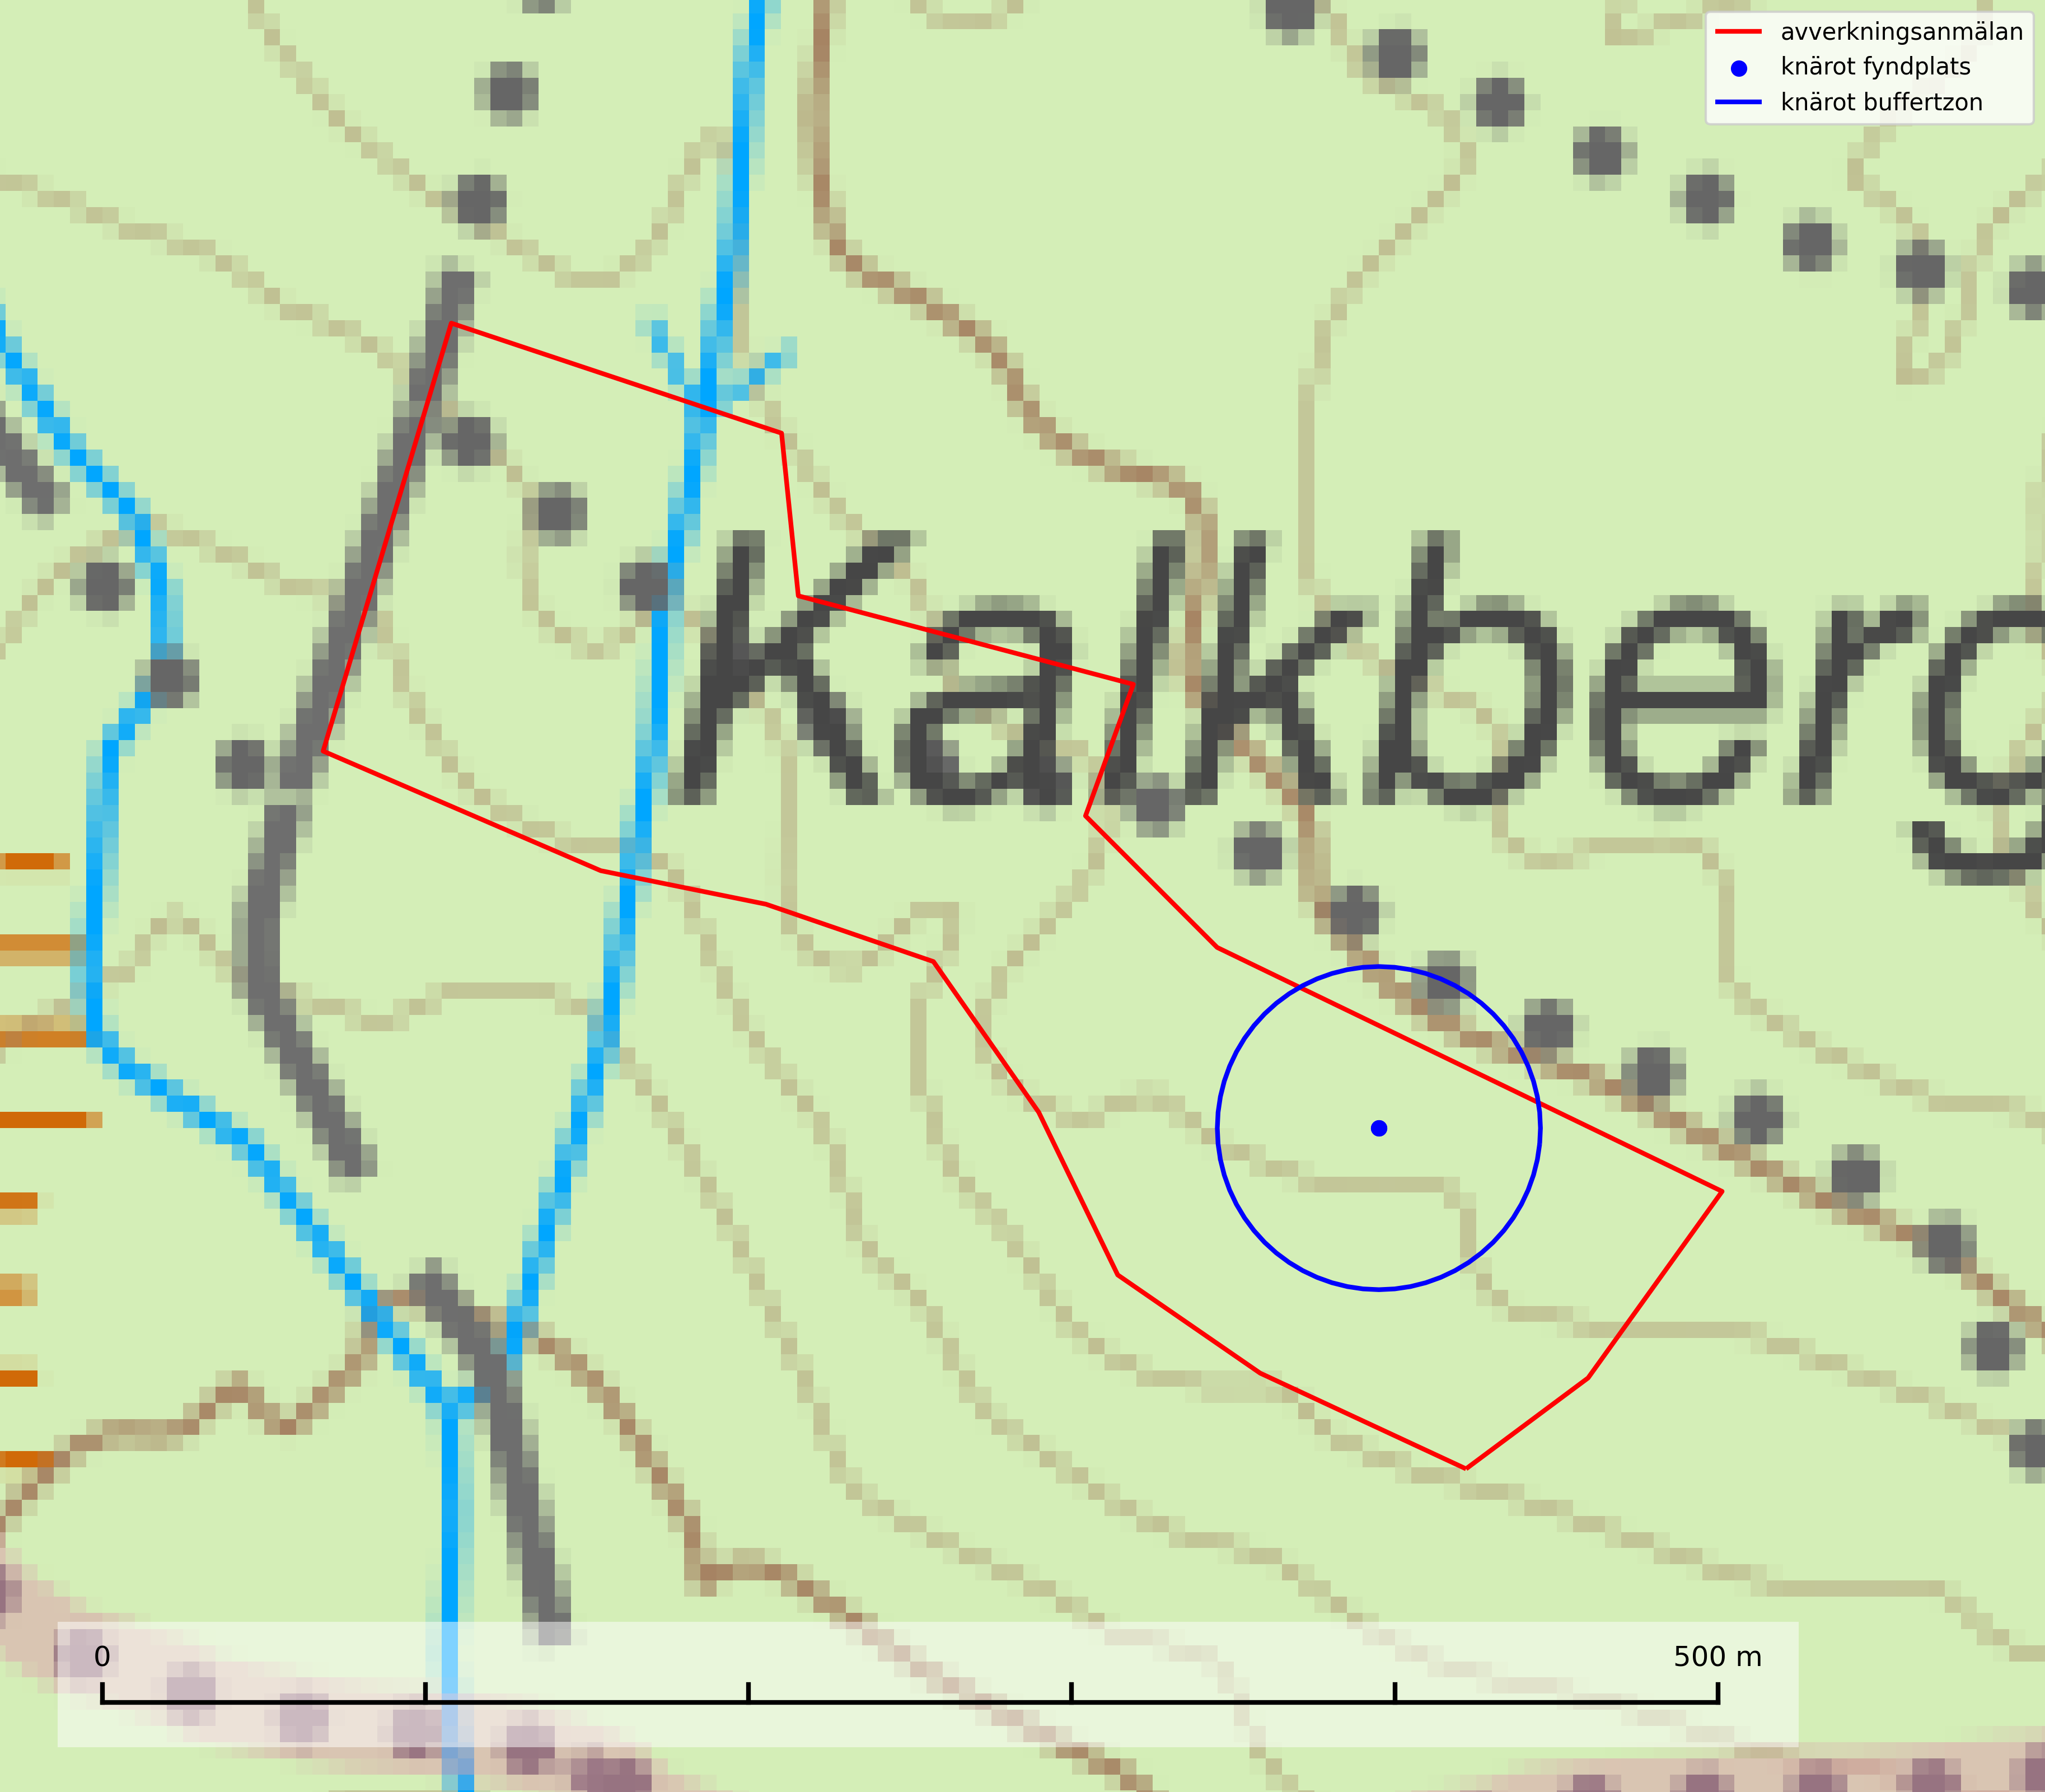 avverkningsanmälan
knärot fyndplats
knärot buffertzon
Kalkberg
0 500 m